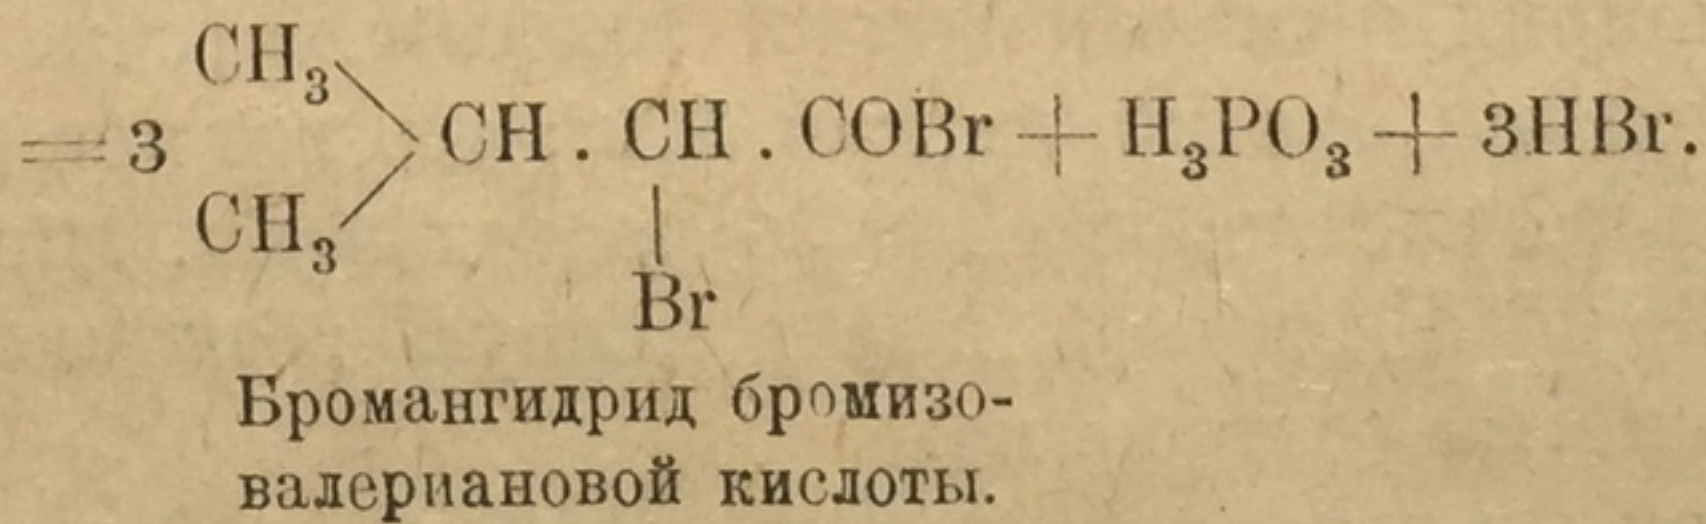 CH₃
= 3 CH . CH . COBr + H₃PO₃ + 3HBr.
CH₃
Br
Бромангидрид бромизо-
валериановой кислоты.